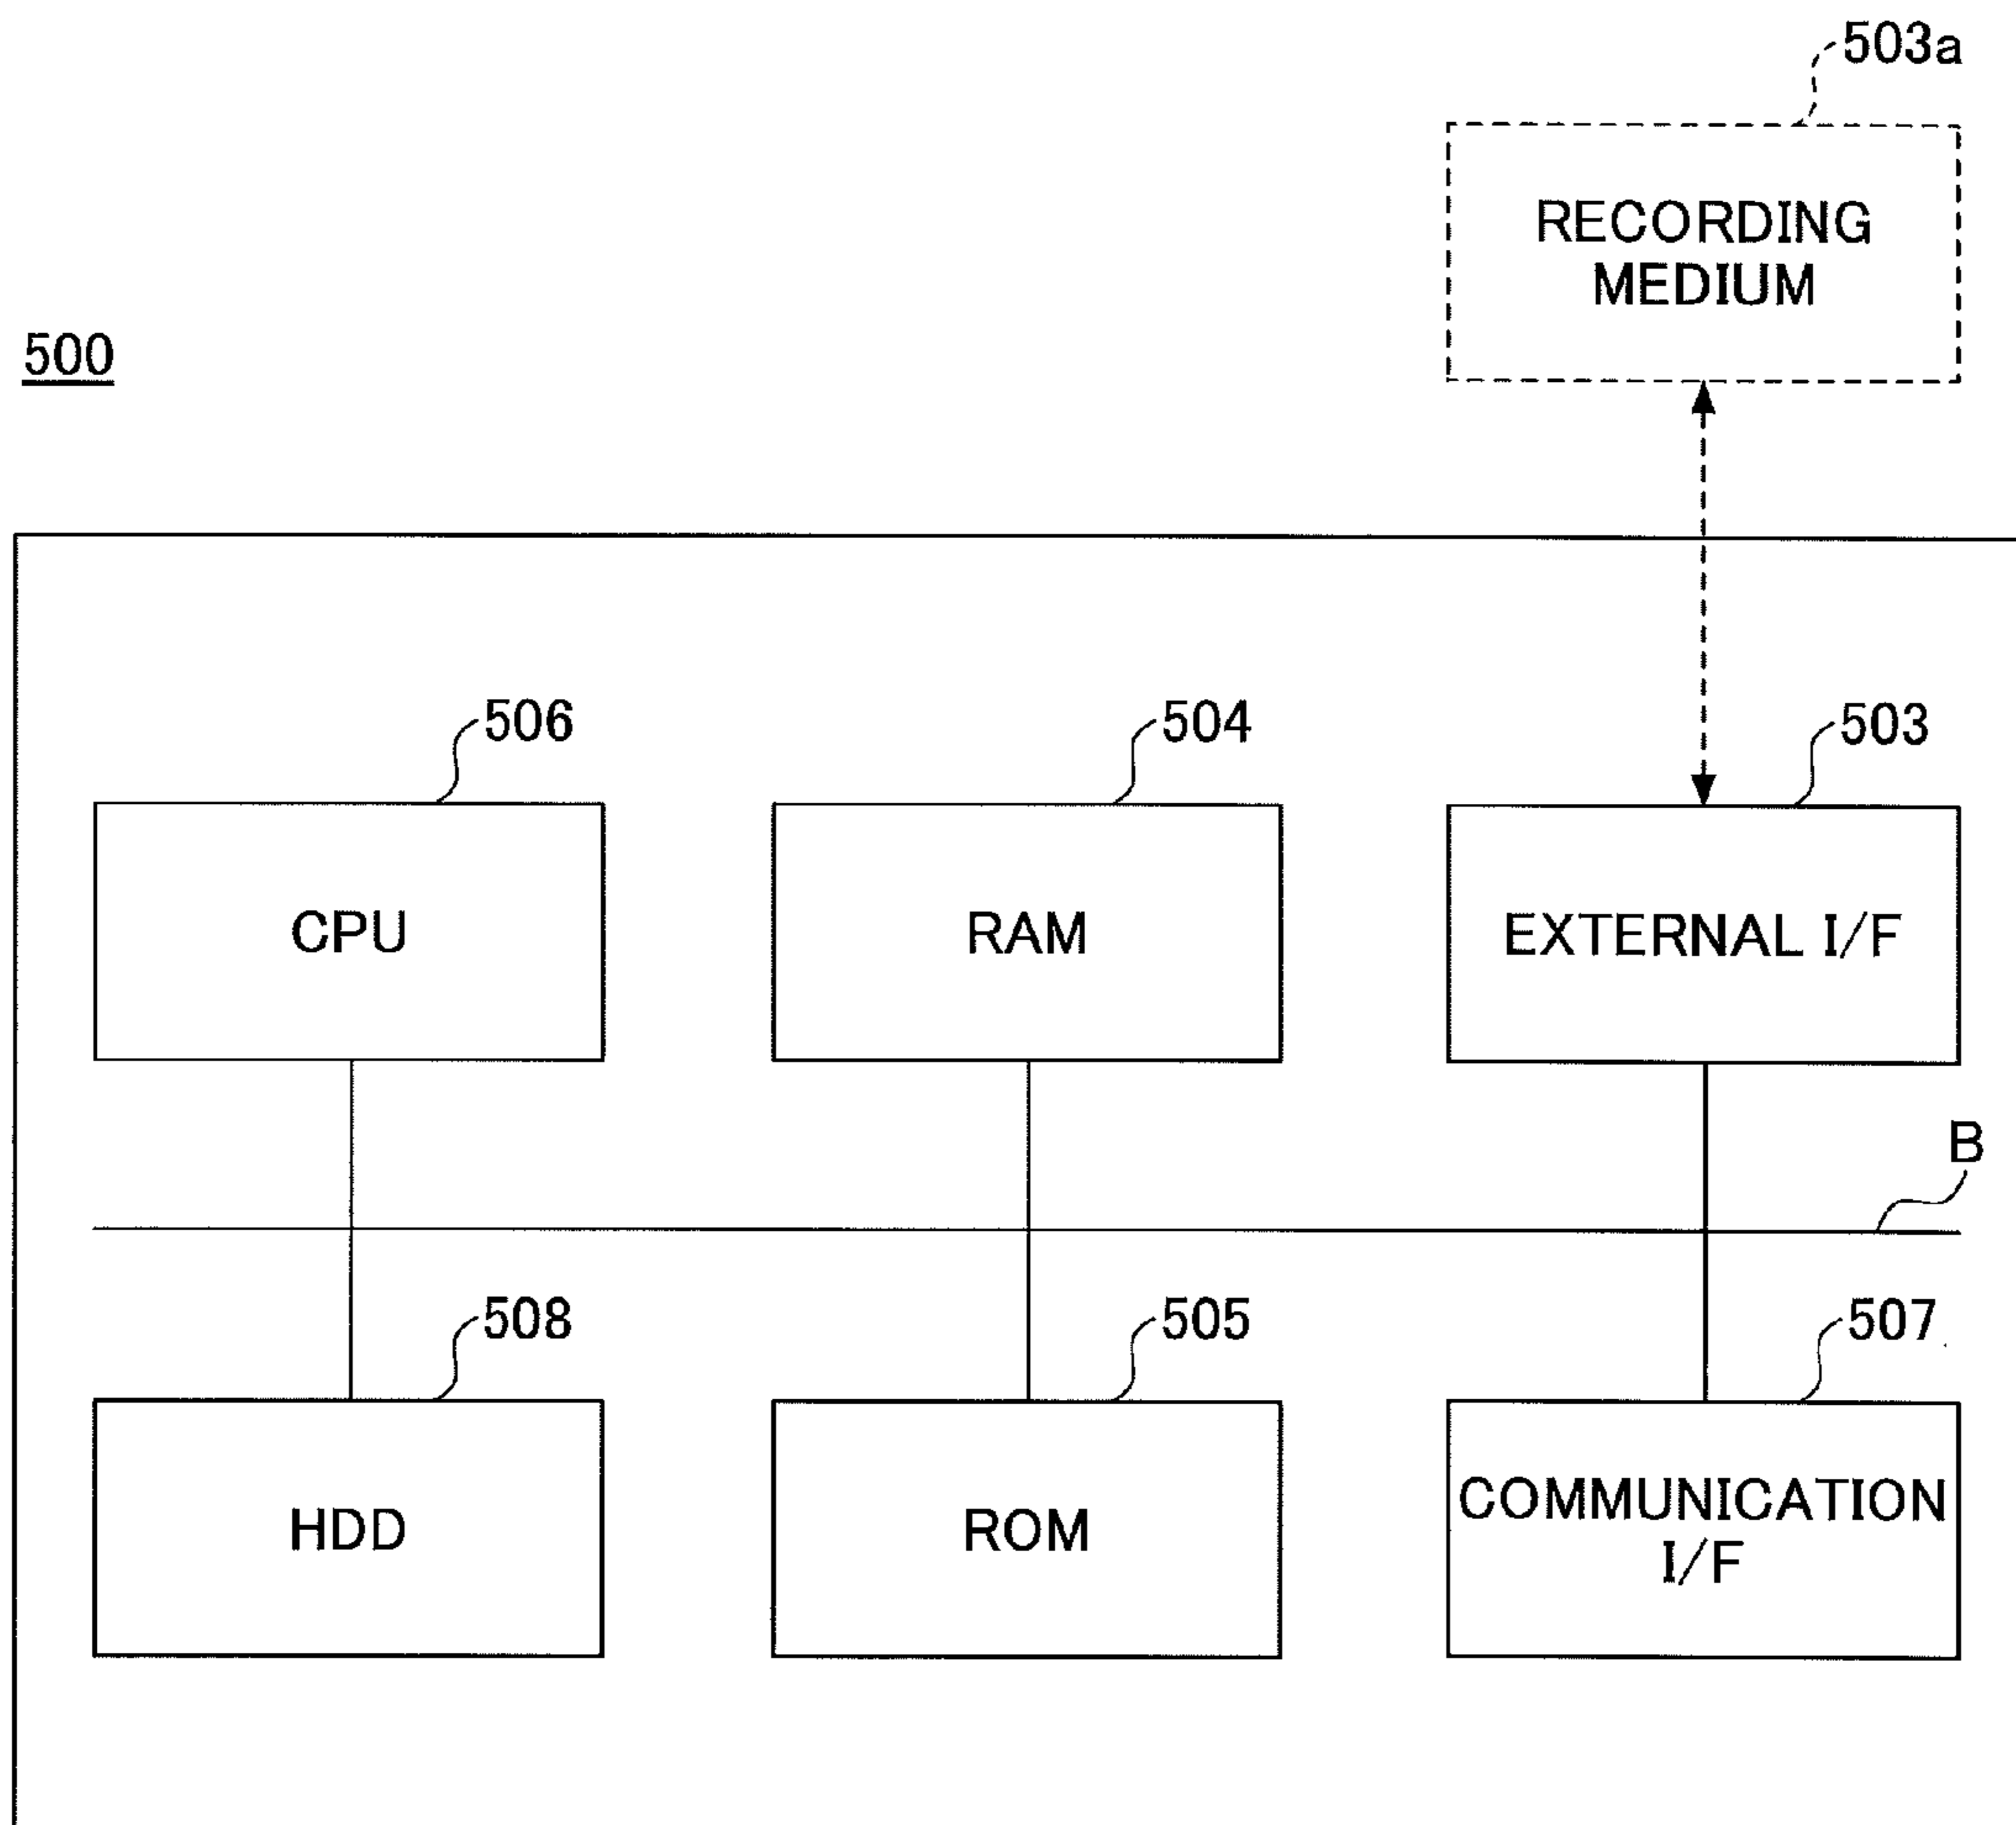 503a
RECORDING
MEDIUM
500
506
504
503
CPU
RAM
EXTERNAL I/F
B
508
505
507
HDD
ROM
COMMUNICATION
I/F